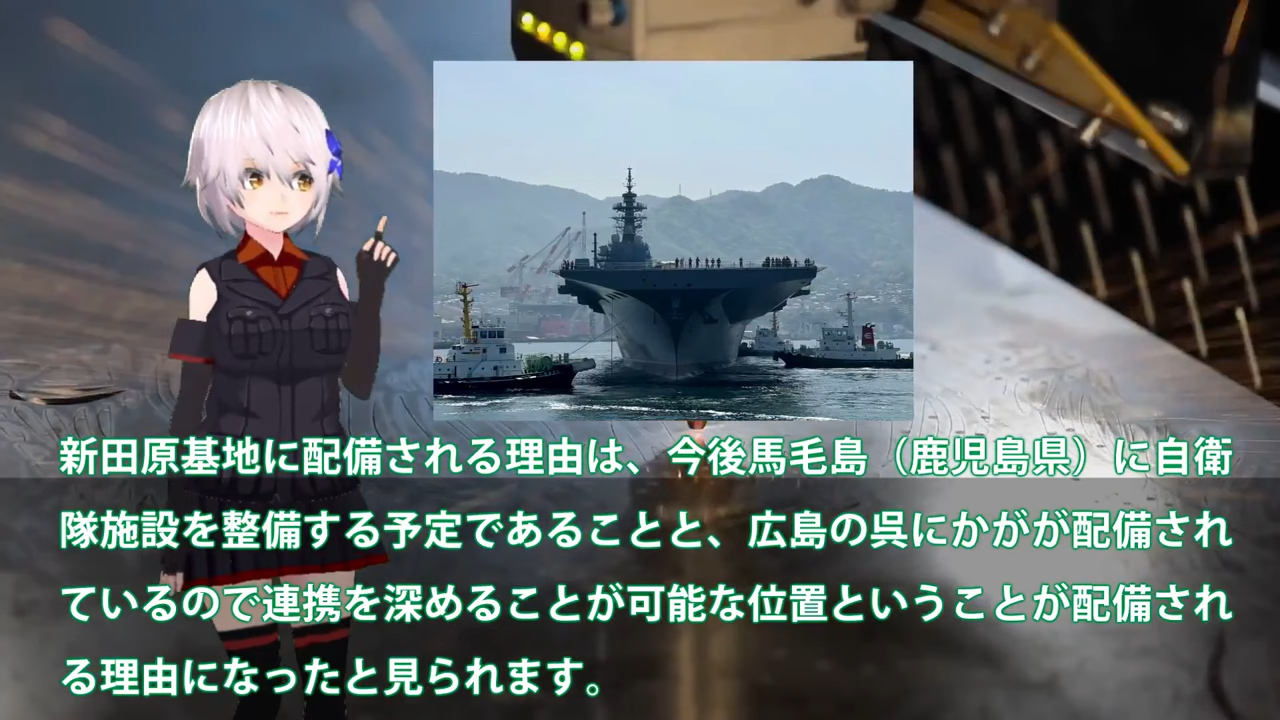 新田原基地に配備される理由は、今後馬毛島（鹿児島県）に自衛
隊施設を整備する予定であることと、広島の呉にかがが配備され
ているので連携を深めることが可能な位置ということが配備され
る理由になったと見られます。